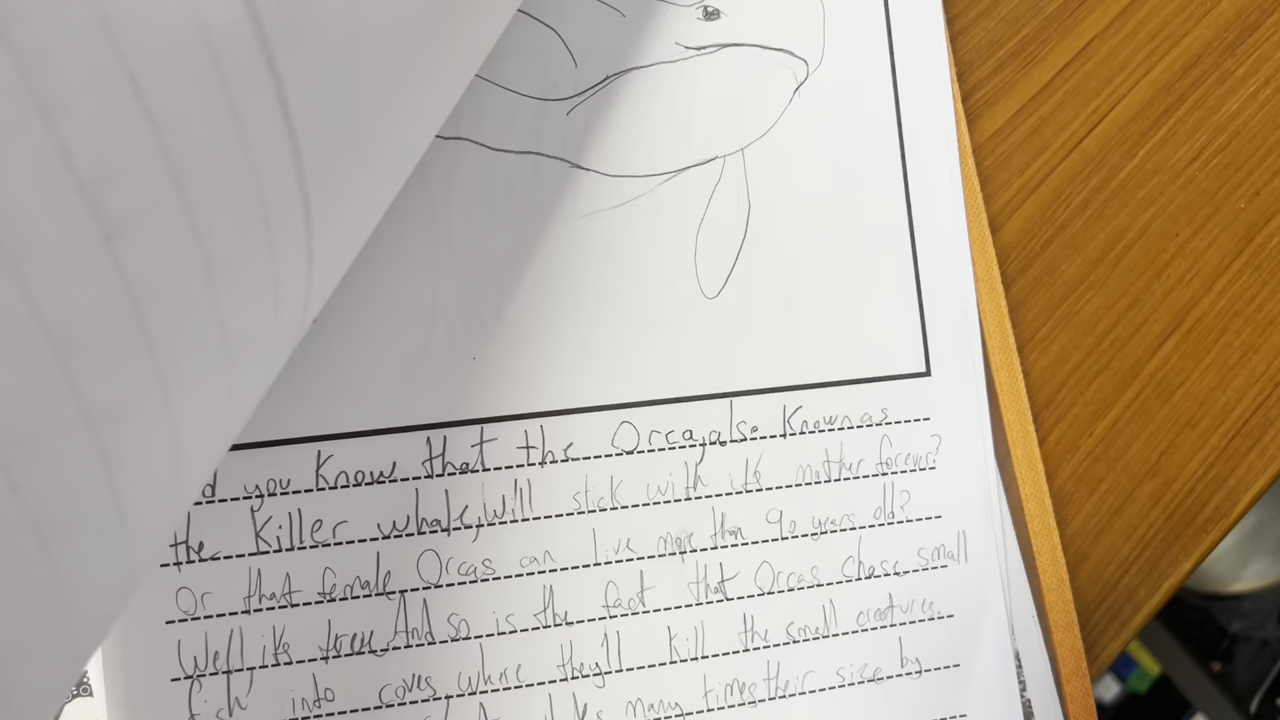 d you Know that the Orca, also Known as
the Killer whale, will stick with it's mother forever?
Or that female Orcas can live more than 90 years old?
Well, it's true. And so is the fact that Orcas chase small
fish into coves, where they'll kill the small creatures.
many times their size by